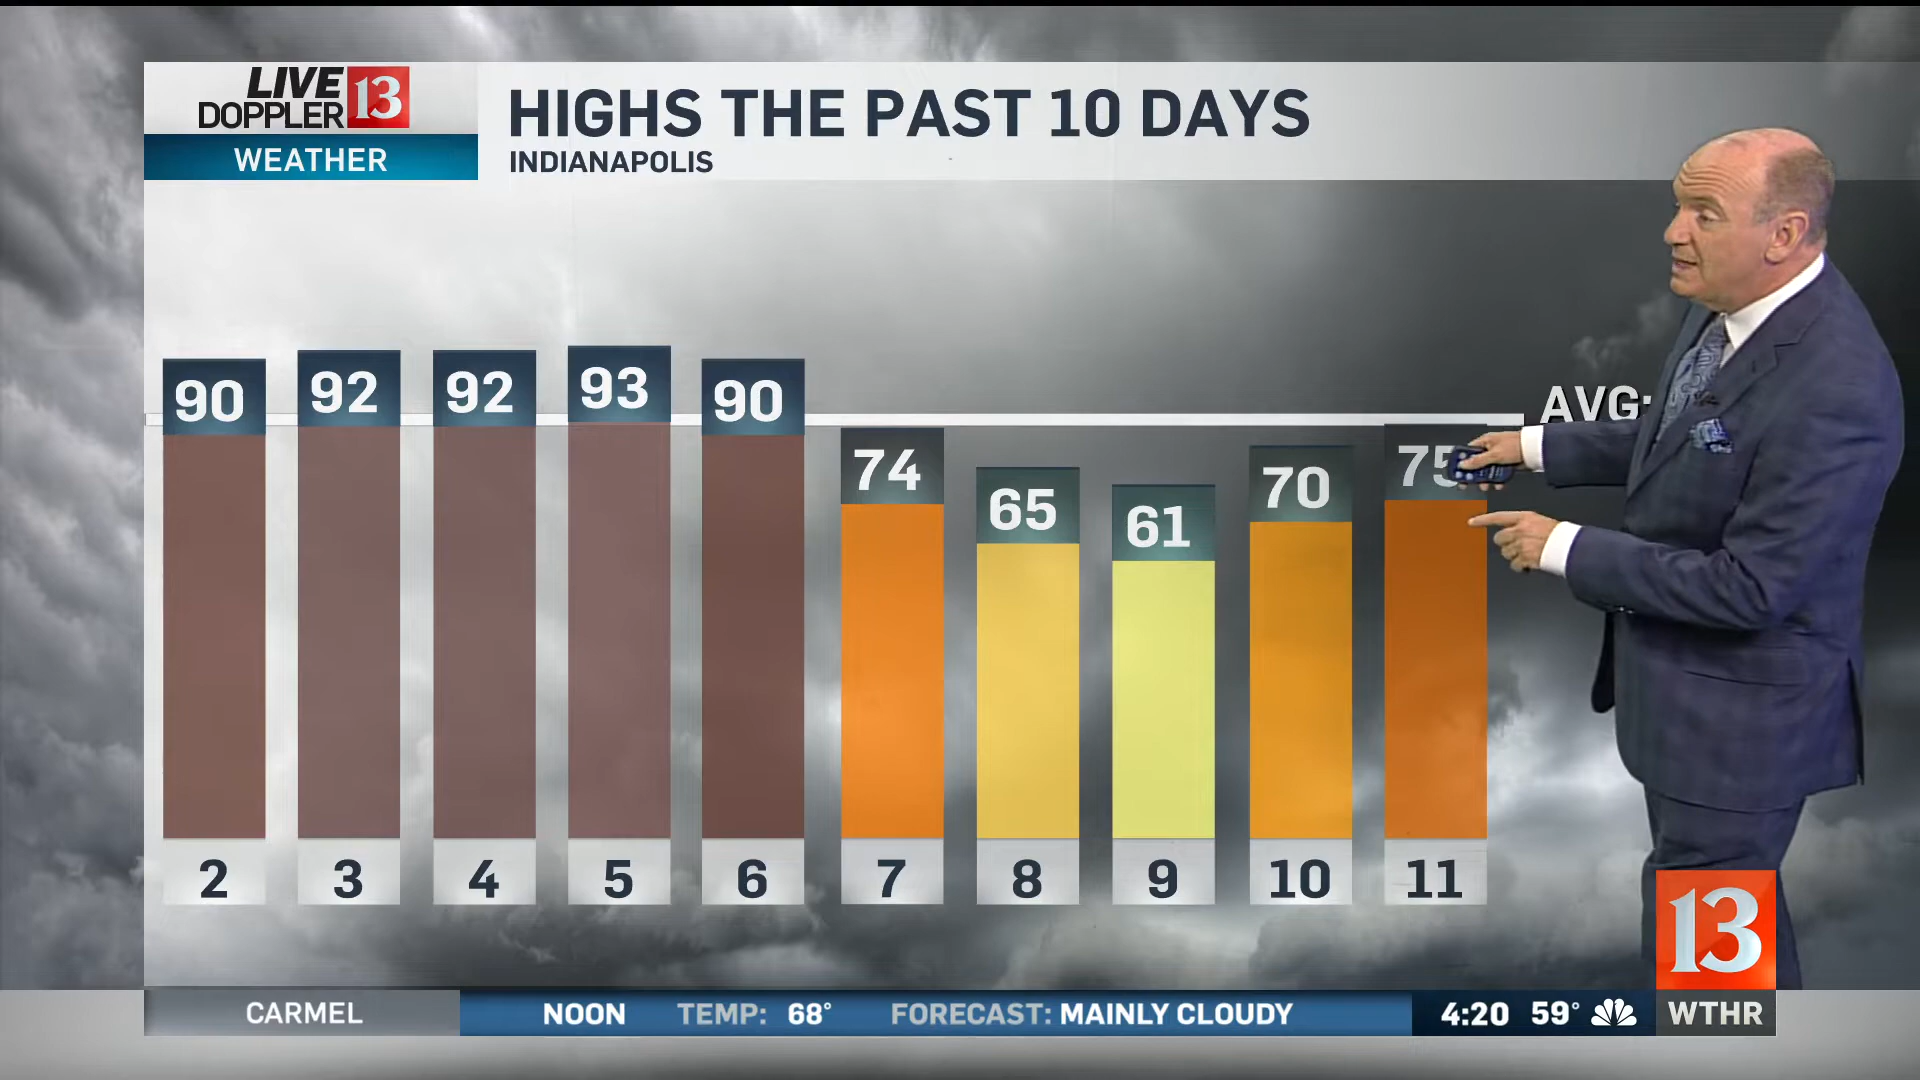 LIVE
DOPPLER 13
WEATHER
HIGHS THE PAST 10 DAYS
INDIANAPOLIS
AVG:
90 92 92 93 90 74 65 61 70 75
2 3 4 5 6 7 8 9 10 11
13
WTHR
CARMEL NOON TEMP: 68° FORECAST: MAINLY CLOUDY 4:20 59°